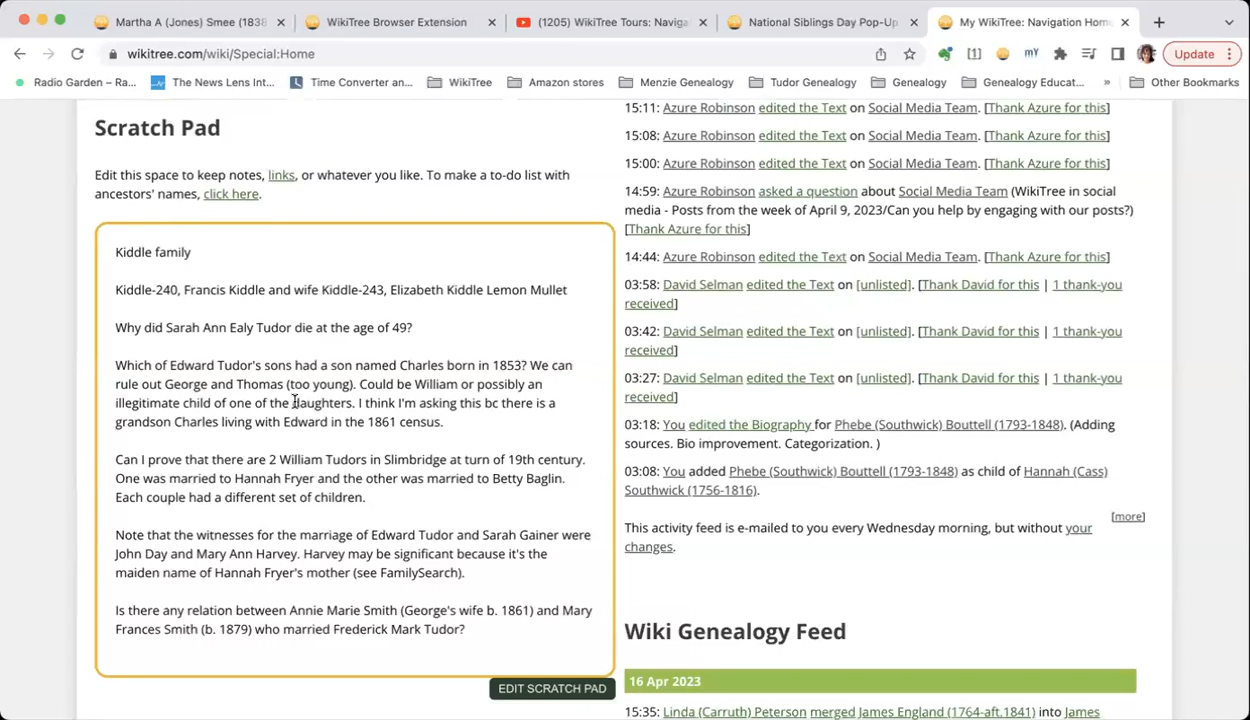 Martha A (Jones) Smee (1838
WikiTree Browser Extension
(1205) WikiTree Tours: Naviga
National Siblings Day Pop-Up
My WikiTree: Navigation Hom
wikitree.com/wiki/Special:Home
Update
Radio Garden – Ra...
The News Lens Int...
Time Converter an...
WikiTree
Amazon stores
Menzie Genealogy
Tudor Genealogy
Genealogy
Genealogy Educat...
»
Other Bookmarks
Scratch Pad
Edit this space to keep notes, links, or whatever you like. To make a to-do list with
ancestors' names, click here.
Kiddle family
Kiddle-240, Francis Kiddle and wife Kiddle-243, Elizabeth Kiddle Lemon Mullet
Why did Sarah Ann Ealy Tudor die at the age of 49?
Which of Edward Tudor's sons had a son named Charles born in 1853? We can
rule out George and Thomas (too young). Could be William or possibly an
illegitimate child of one of the daughters. I think I'm asking this bc there is a
grandson Charles living with Edward in the 1861 census.
Can I prove that there are 2 William Tudors in Slimbridge at turn of 19th century.
One was married to Hannah Fryer and the other was married to Betty Baglin.
Each couple had a different set of children.
Note that the witnesses for the marriage of Edward Tudor and Sarah Gainer were
John Day and Mary Ann Harvey. Harvey may be significant because it's the
maiden name of Hannah Fryer's mother (see FamilySearch).
Is there any relation between Annie Marie Smith (George's wife b. 1861) and Mary
Frances Smith (b. 1879) who married Frederick Mark Tudor?
EDIT SCRATCH PAD
15:11: Azure Robinson edited the Text on Social Media Team. [Thank Azure for this]
15:08: Azure Robinson edited the Text on Social Media Team. [Thank Azure for this]
15:00: Azure Robinson edited the Text on Social Media Team. [Thank Azure for this]
14:59: Azure Robinson asked a question about Social Media Team (WikiTree in social
media - Posts from the week of April 9, 2023/Can you help by engaging with our posts?)
[Thank Azure for this]
14:44: Azure Robinson edited the Text on Social Media Team. [Thank Azure for this]
03:58: David Selman edited the Text on [unlisted]. [Thank David for this | 1 thank-you
received]
03:42: David Selman edited the Text on [unlisted]. [Thank David for this | 1 thank-you
received]
03:27: David Selman edited the Text on [unlisted]. [Thank David for this | 1 thank-you
received]
03:18: You edited the Biography for Phebe (Southwick) Bouttell (1793-1848). (Adding
sources. Bio improvement. Categorization. )
03:08: You added Phebe (Southwick) Bouttell (1793-1848) as child of Hannah (Cass)
Southwick (1756-1816).
[more]
This activity feed is e-mailed to you every Wednesday morning, but without your
changes.
Wiki Genealogy Feed
16 Apr 2023
15:35: Linda (Carruth) Peterson merged James England (1764-aft.1841) into James